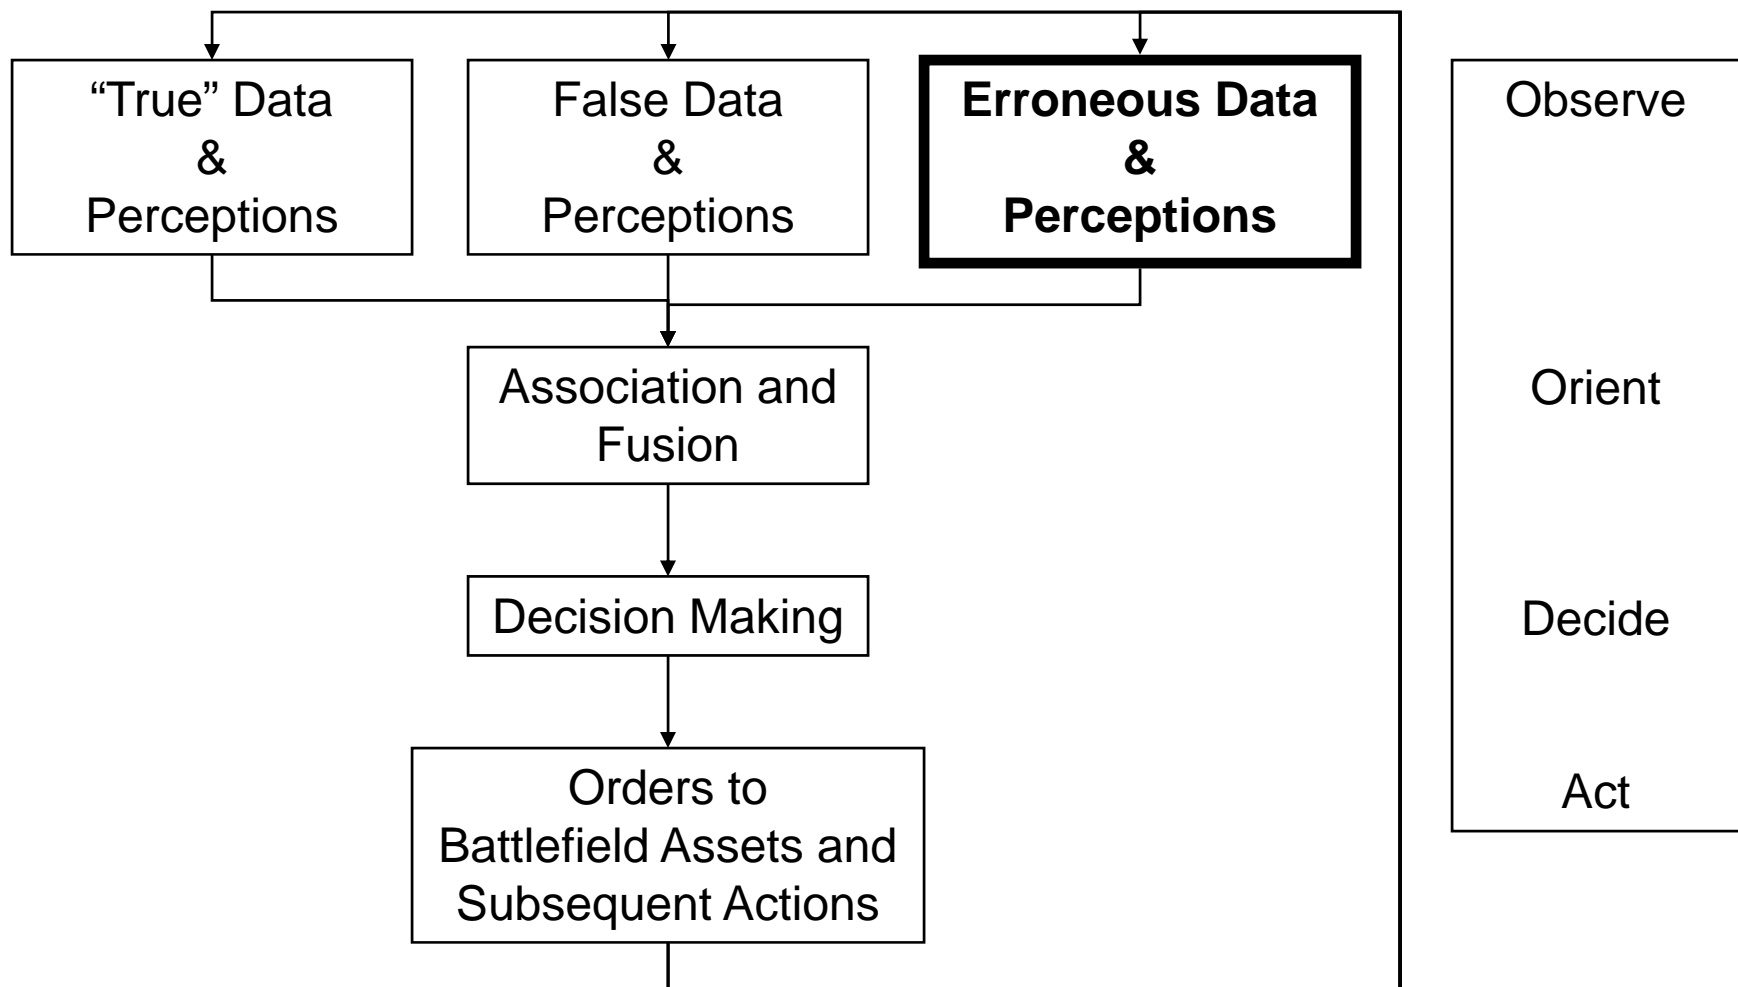 “True” Data
&
Perceptions
False Data
&
Perceptions
Erroneous Data
&
Perceptions
Observe
Association and
Fusion
Orient
Decision Making
Decide
Orders to
Battlefield Assets and
Subsequent Actions
Act